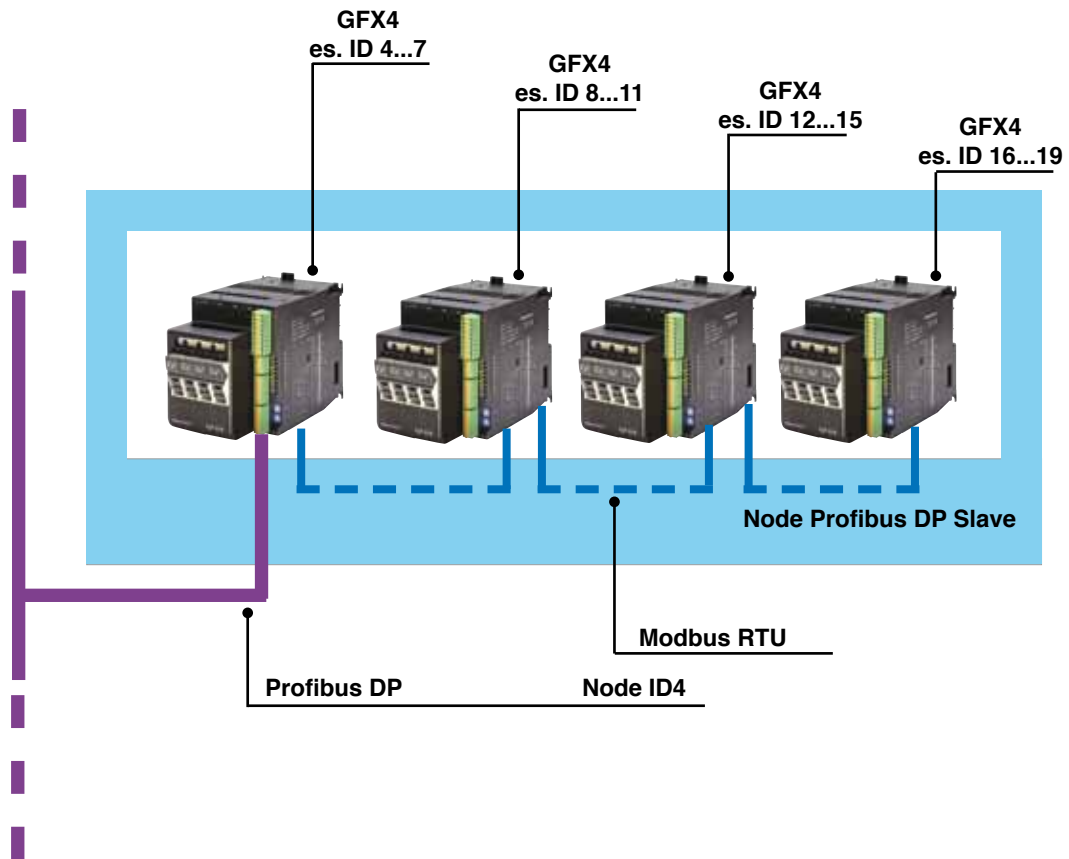 GFX4
es. ID 4...7
GFX4
es. ID 8...11
GFX4
es. ID 12...15
GFX4
es. ID 16...19
Node Profibus DP Slave
Modbus RTU
Profibus DP Node ID4